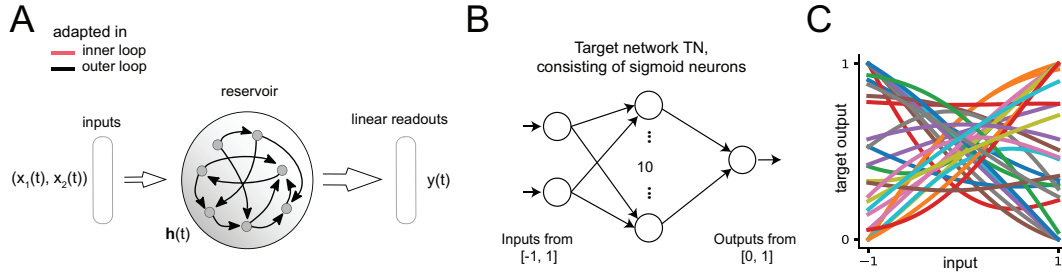 A
adapted in
inner loop
outer loop
reservoir
inputs
linear readouts
(x1(t), x2(t))
y(t)
h(t)
B
Target network TN,
consisting of sigmoid neurons
10
Inputs from
[-1, 1]
Outputs from
[0, 1]
C
target output
1
0
−1
1
input